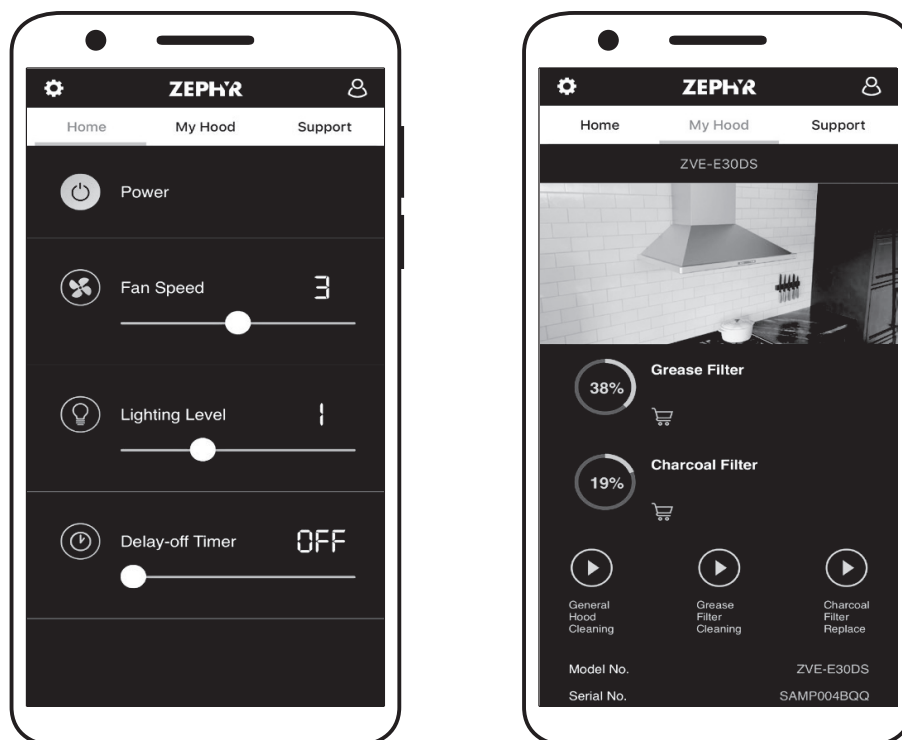 ZEPHYR
Home My Hood Support
Power
Fan Speed 3
Lighting Level 1
Delay-off Timer OFF
ZEPHYR
Home My Hood Support
ZVE-E30DS
38% Grease Filter
19% Charcoal Filter
General
Hood
Cleaning
Grease
Filter
Cleaning
Charcoal
Filter
Replace
Model No. ZVE-E30DS
Serial No. SAMP004BQQ